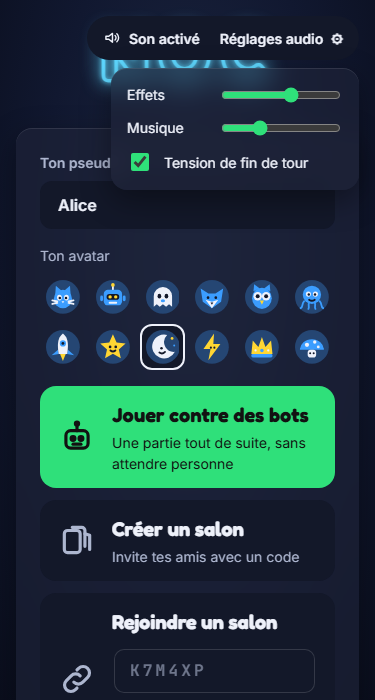 Son activé
Réglages audio
Effets
Musique
Tension de fin de tour
Ton pseud
Alice
Ton avatar
Jouer contre des bots
Une partie tout de suite, sans
attendre personne
Créer un salon
Invite tes amis avec un code
Rejoindre un salon
K7M4XP